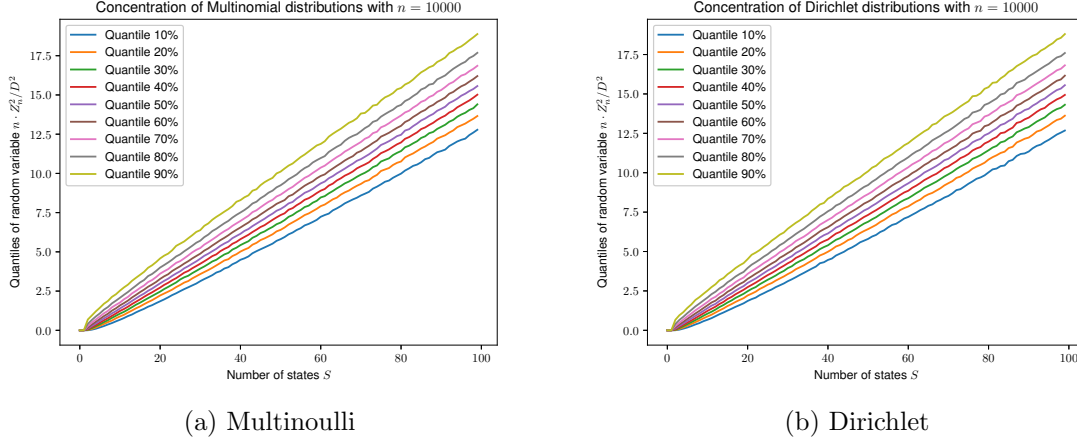 Concentration of Multinomial distributions with n = 10000
Quantiles of random variable n · Z_n^2/D^2
17.5
15.0
12.5
10.0
7.5
5.0
2.5
0.0
Quantile 10%
Quantile 20%
Quantile 30%
Quantile 40%
Quantile 50%
Quantile 60%
Quantile 70%
Quantile 80%
Quantile 90%
0 20 40 60 80 100
Number of states S
(a) Multinoulli
Concentration of Dirichlet distributions with n = 10000
Quantiles of random variable n · Z_n^2/D^2
17.5
15.0
12.5
10.0
7.5
5.0
2.5
0.0
Quantile 10%
Quantile 20%
Quantile 30%
Quantile 40%
Quantile 50%
Quantile 60%
Quantile 70%
Quantile 80%
Quantile 90%
0 20 40 60 80 100
Number of states S
(b) Dirichlet